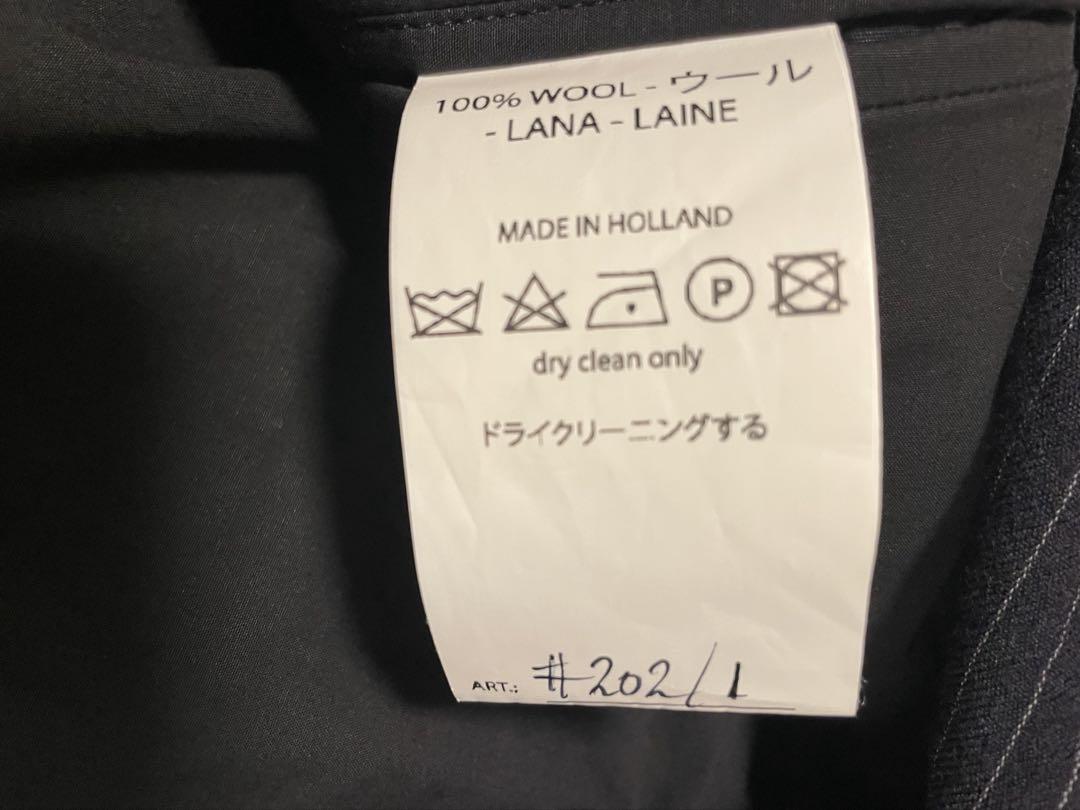 100% WOOL - ウール
- LANA - LAINE
MADE IN HOLLAND
P
dry clean only
ドライクリーニングする
ART.: #202/1